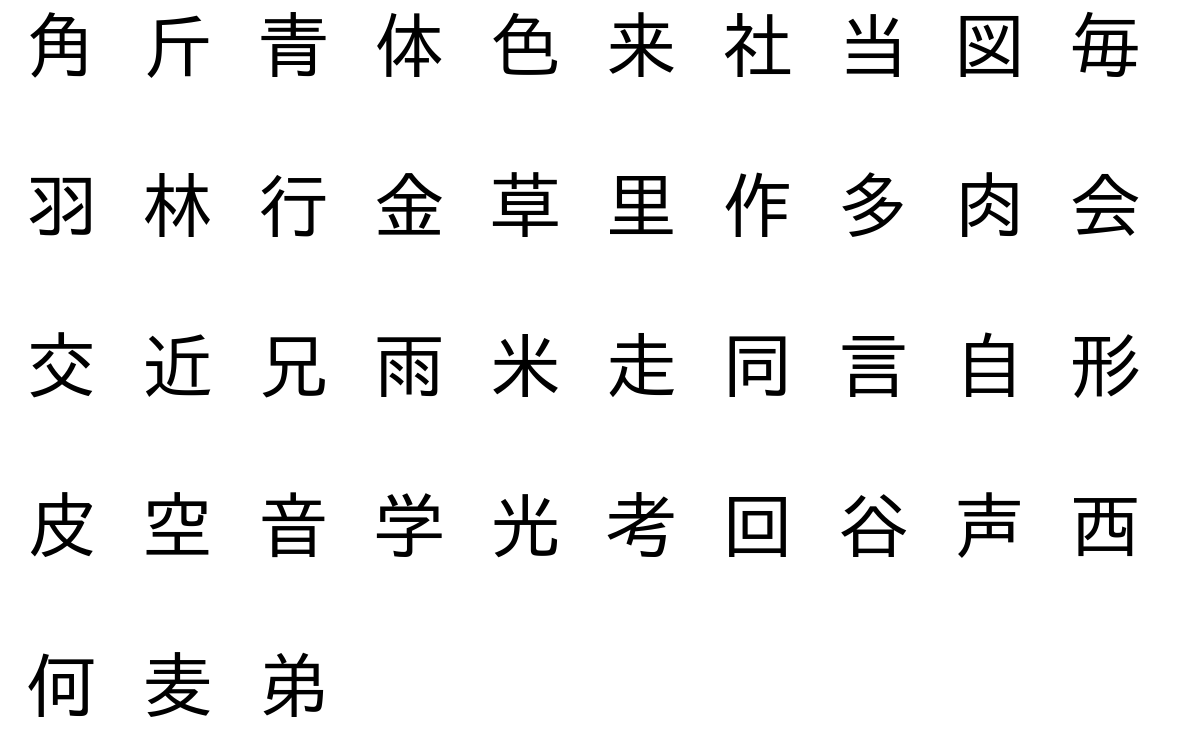 角 斤 青 体 色 来 社 当 図 毎
羽 林 行 金 草 里 作 多 肉 会
交 近 兄 雨 米 走 同 言 自 形
皮 空 音 学 光 考 回 谷 声 西
何 麦 弟